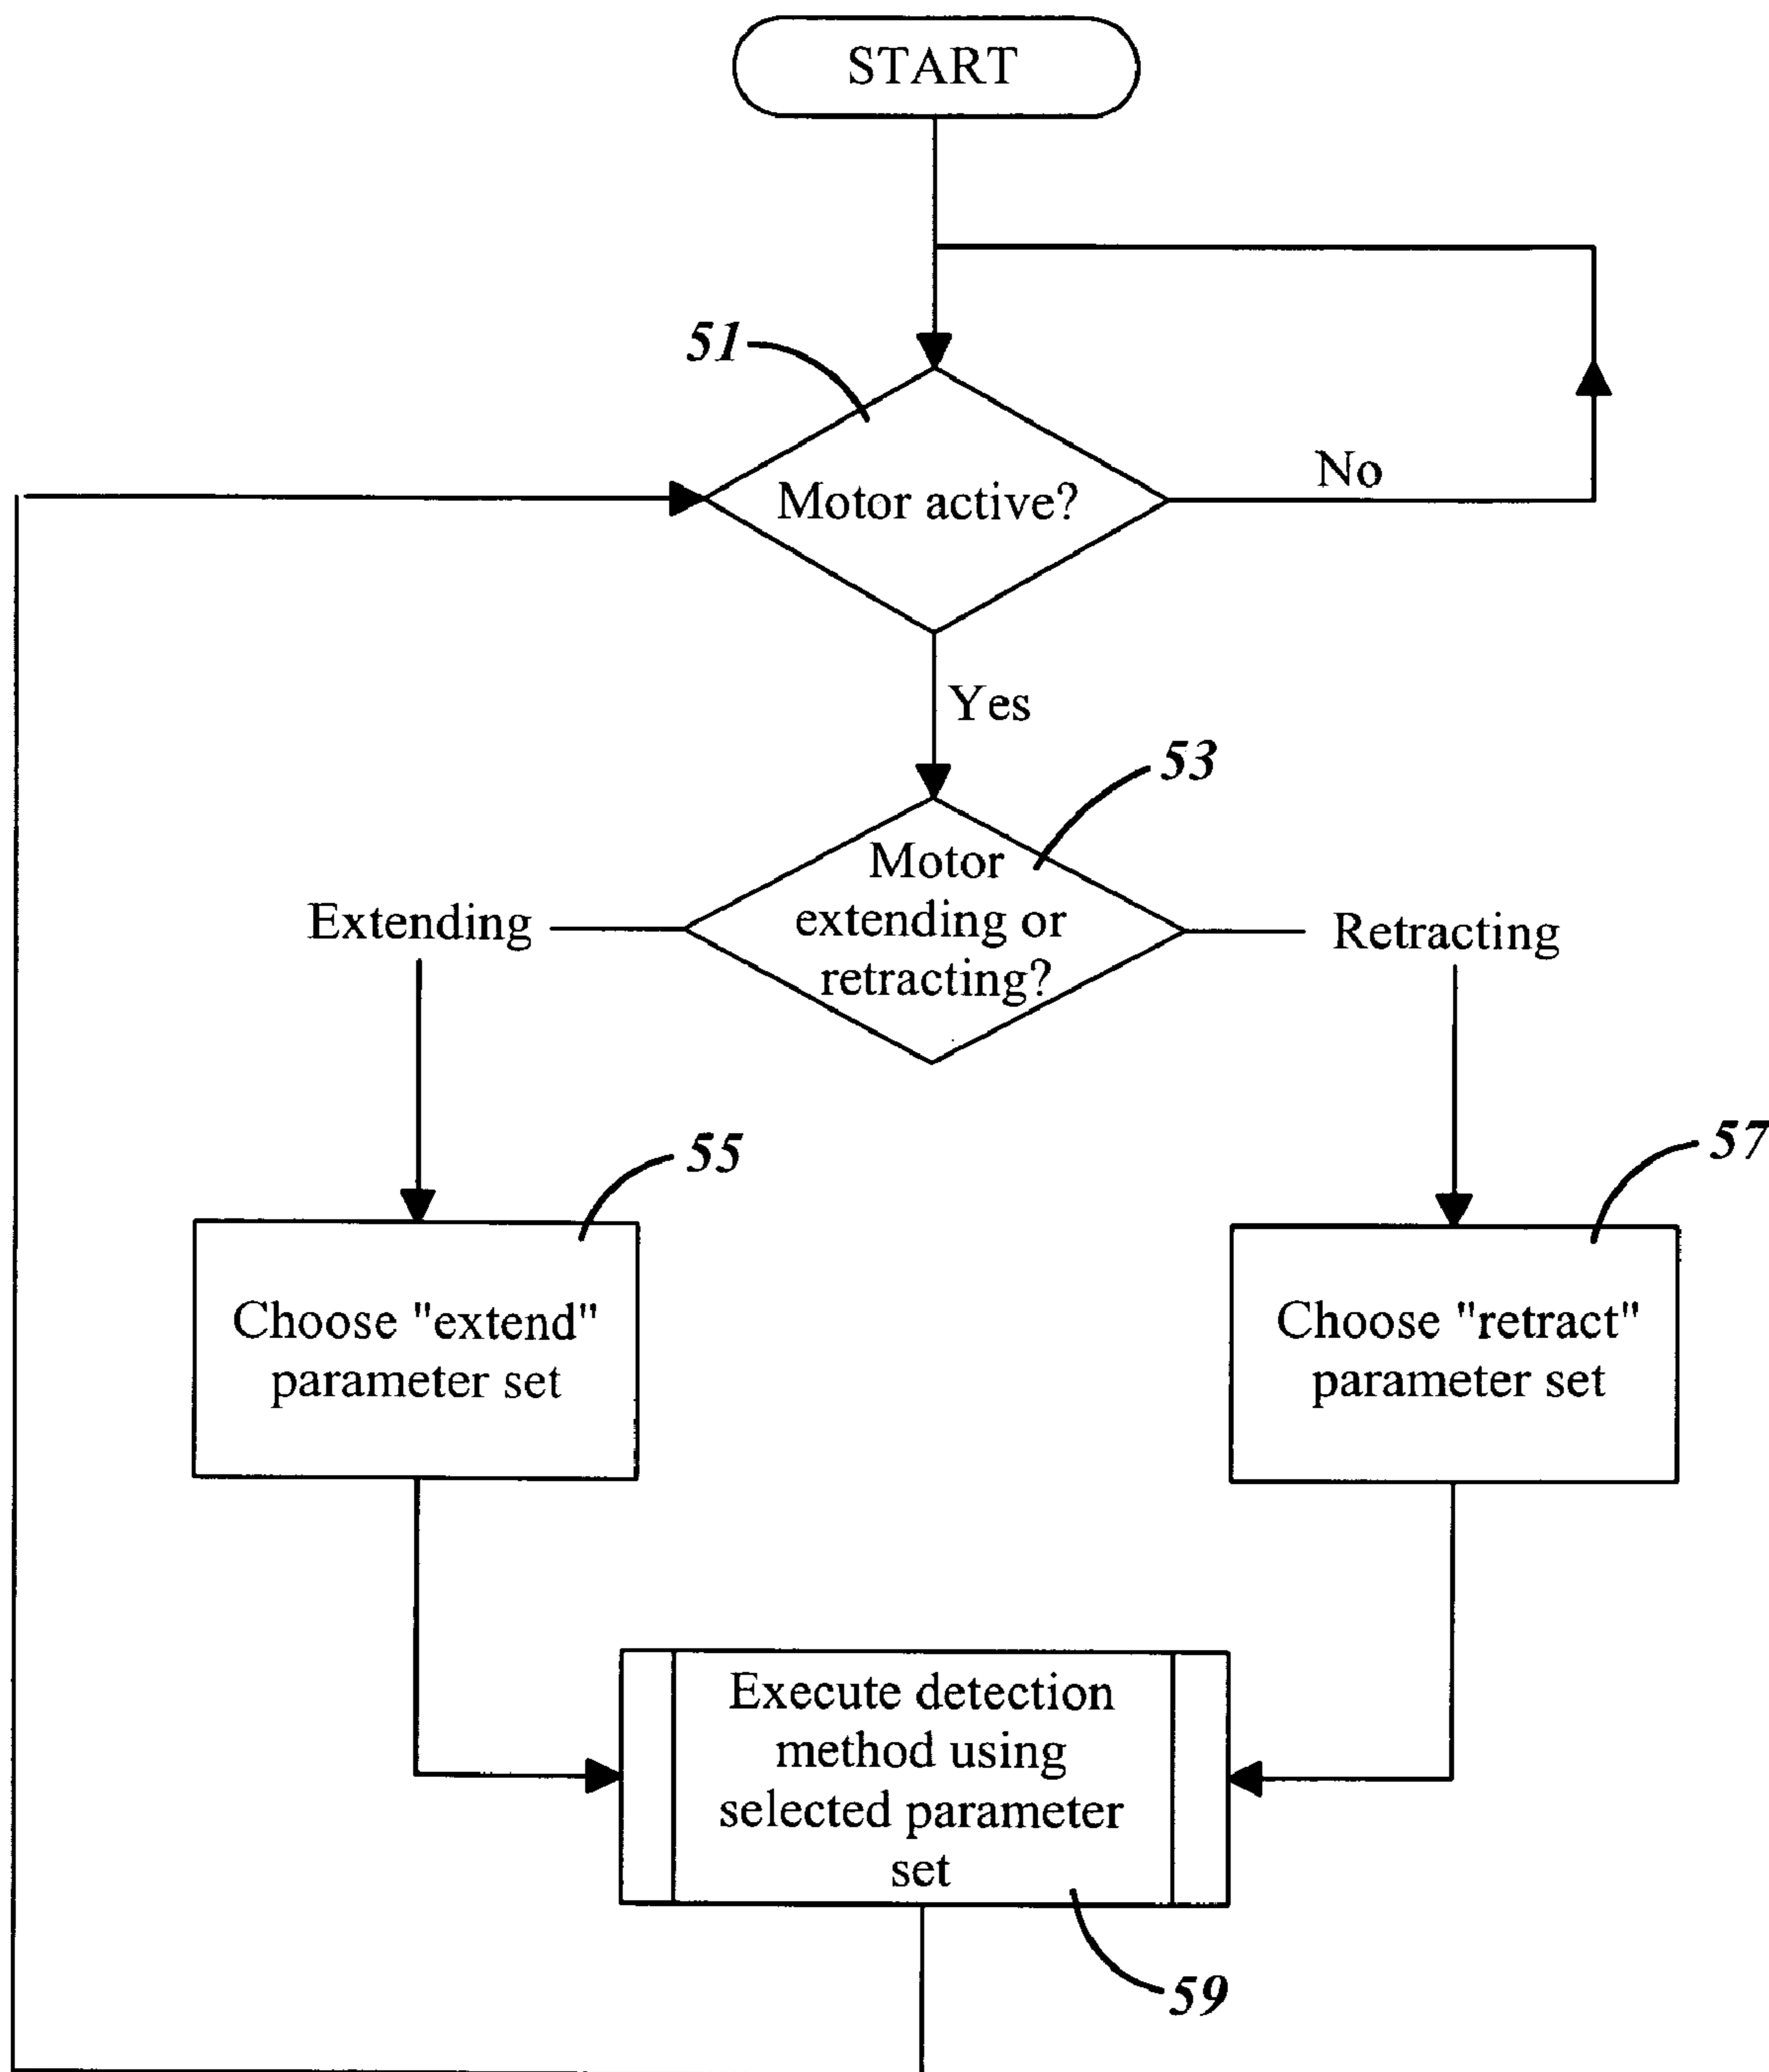 START
51
Motor active?
No
Yes
53
Motor
extending or
retracting?
Extending
Retracting
55
57
Choose "extend"
parameter set
Choose "retract"
parameter set
Execute detection
method using
selected parameter
set
59